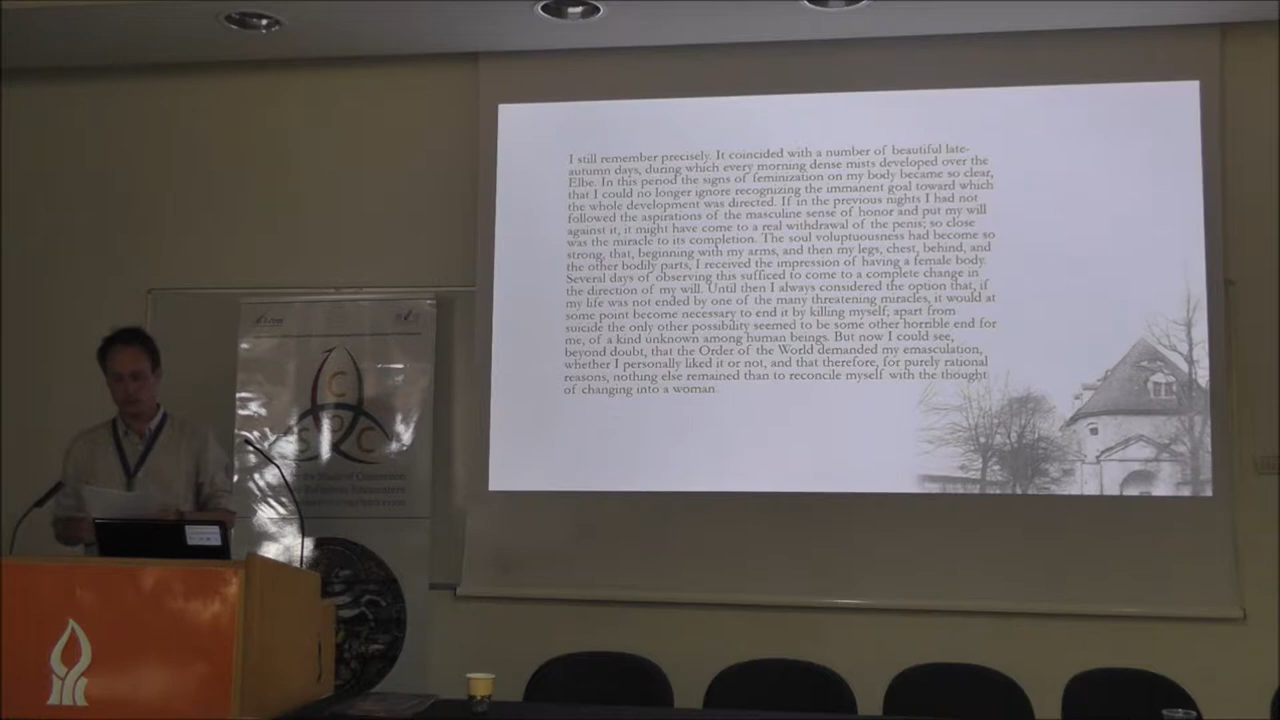 I still remember precisely. It coincided with a number of beautiful late-
autumn days, during which every morning dense mists developed over the
Elbe. In this period the signs of feminization on my body became so clear,
that I could no longer ignore recognizing the immanent goal toward which
the whole development was directed. If in the previous nights I had not
followed the aspirations of the masculine sense of honor and put my will
against it, it might have come to a real withdrawal of the penis; so close
was the miracle to its completion. The soul voluptuousness had become so
strong, that, beginning with my arms, and then my legs, chest, behind, and
the other bodily parts, I received the impression of having a female body.
Several days of observing this sufficed to come to a complete change in
the direction of my will. Until then I always considered the option that, if
my life was not ended by one of the many threatening miracles, it would at
some point become necessary to end it by killing myself; apart from
suicide the only other possibility seemed to be some other horrible end for
me, of a kind unknown among human beings. But now I could see,
beyond doubt, that the Order of the World demanded my emasculation,
whether I personally liked it or not, and that therefore, for purely rational
reasons, nothing else remained than to reconcile myself with the thought
of changing into a woman.
C
S P C
Study of Conversion
Religious Encounters